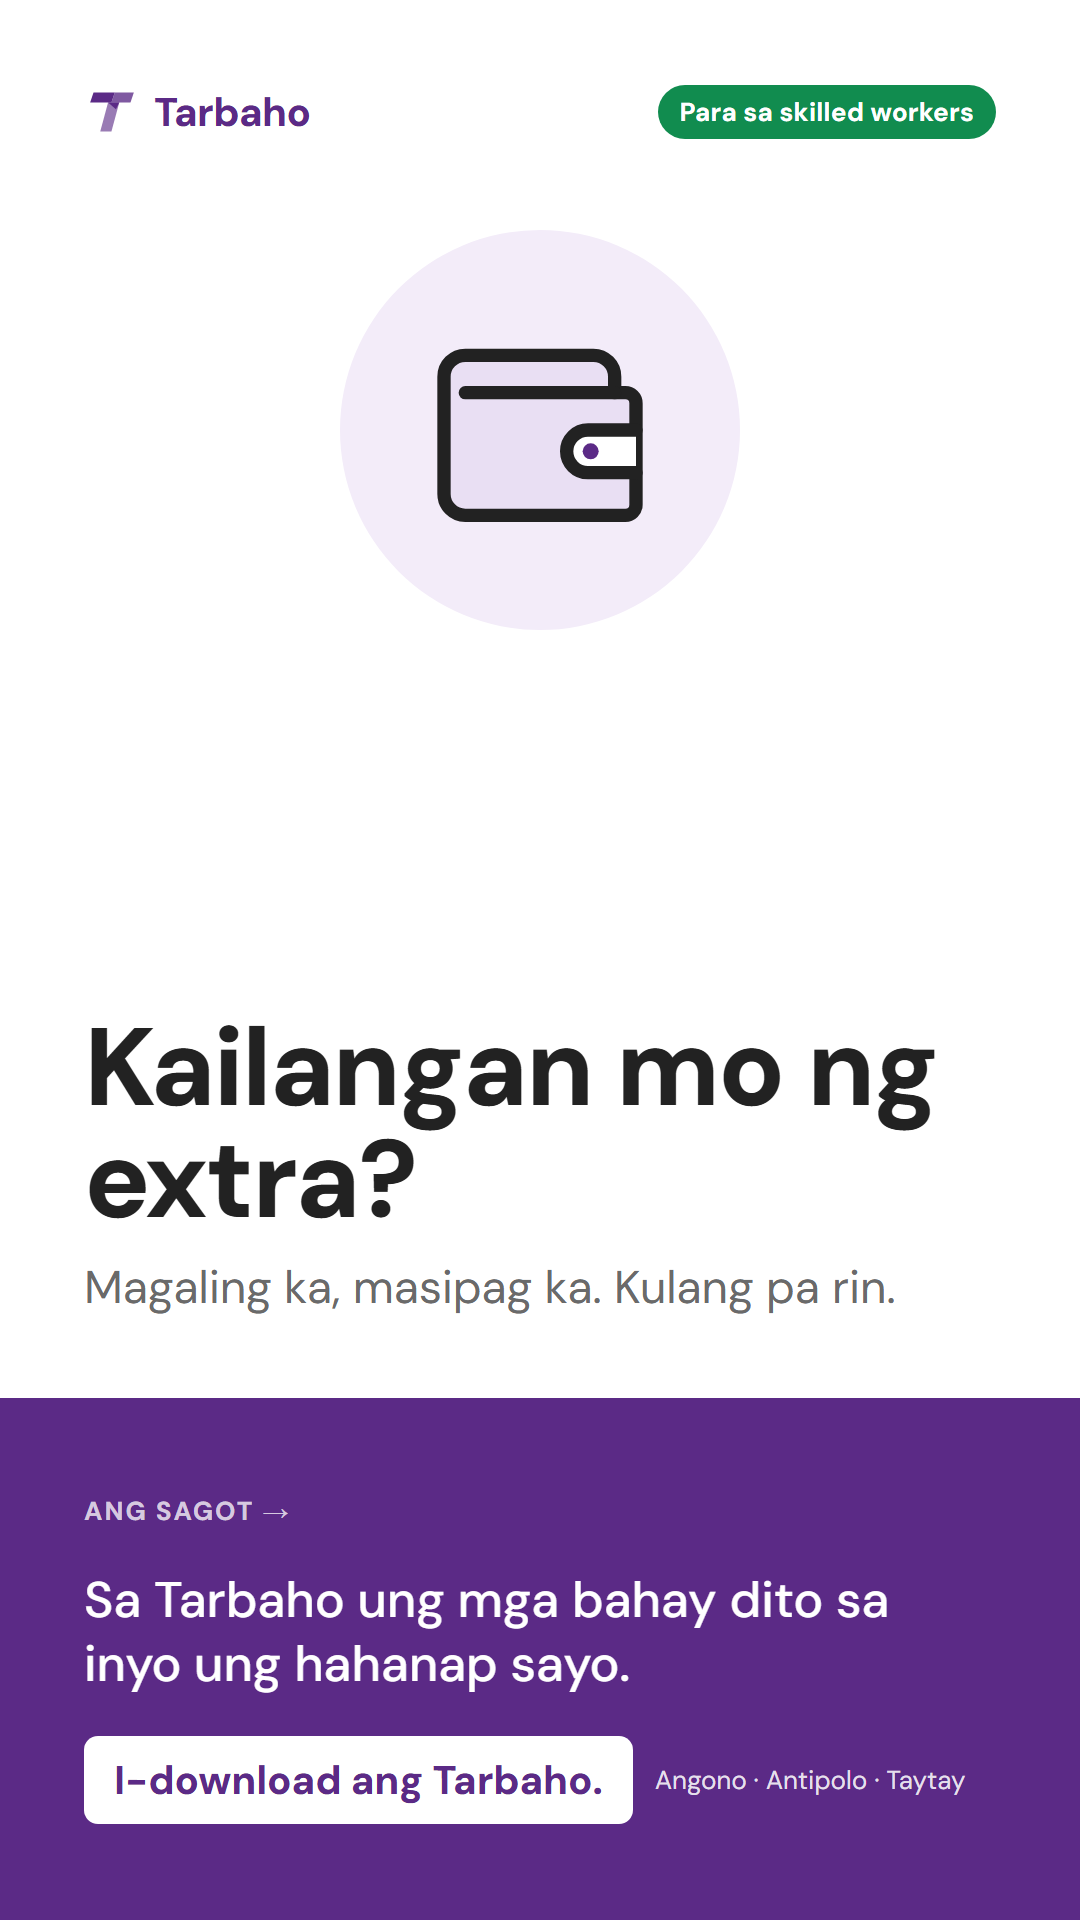 Tarbaho
Para sa skilled workers
Kailangan mo ng
extra?
Magaling ka, masipag ka. Kulang pa rin.
ANG SAGOT →
Sa Tarbaho ung mga bahay dito sa
inyo ung hahanap sayo.
I-download ang Tarbaho.
Angono · Antipolo · Taytay